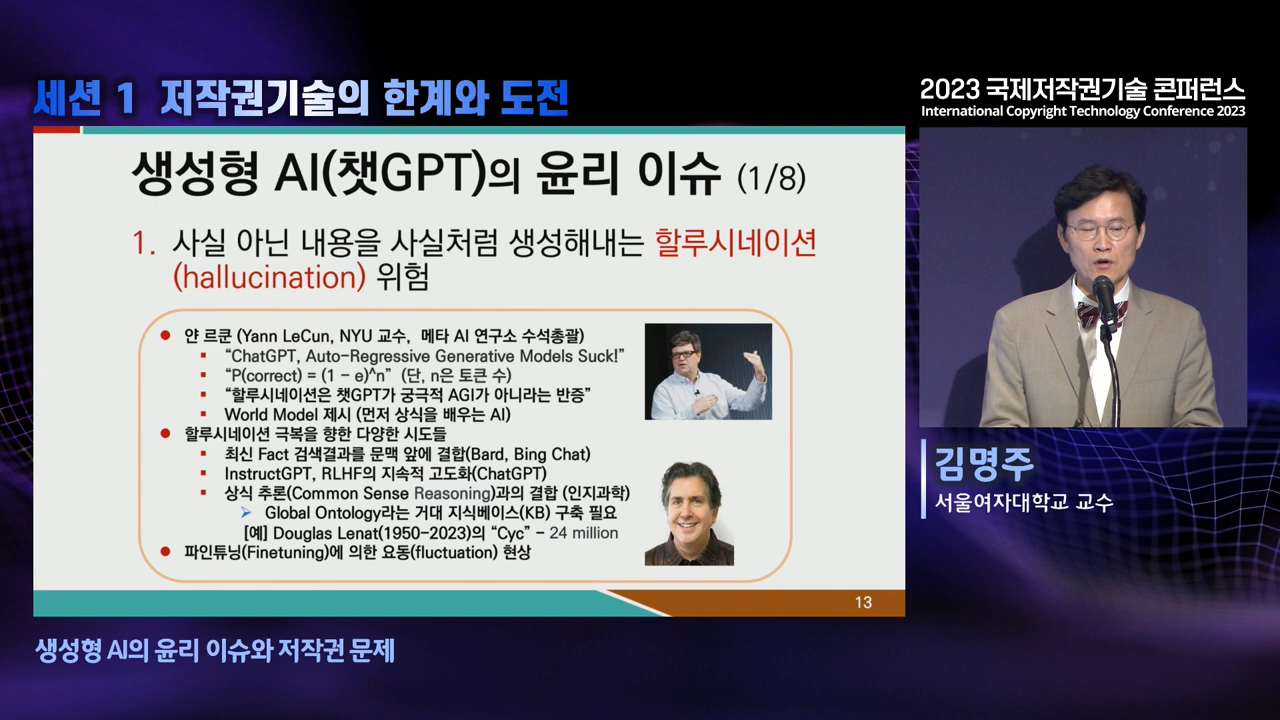 세션 1 저작권기술의 한계와 도전
2023 국제저작권기술 콘퍼런스
International Copyright Technology Conference 2023
생성형 AI(챗GPT)의 윤리 이슈 (1/8)
1. 사실 아닌 내용을 사실처럼 생성해내는 할루시네이션
(hallucination) 위험
● 얀 르쿤 (Yann LeCun, NYU 교수, 메타 AI 연구소 수석총괄)
▪ “ChatGPT, Auto-Regressive Generative Models Suck!”
▪ “P(correct) = (1 – e)^n” (단, n은 토큰 수)
▪ “할루시네이션은 챗GPT가 궁극적 AGI가 아니라는 반증”
▪ World Model 제시 (먼저 상식을 배우는 AI)
● 할루시네이션 극복을 향한 다양한 시도들
▪ 최신 Fact 검색결과를 문맥 앞에 결합(Bard, Bing Chat)
▪ InstructGPT, RLHF의 지속적 고도화(ChatGPT)
▪ 상식 추론(Common Sense Reasoning)과의 결합 (인지과학)
➢ Global Ontology라는 거대 지식베이스(KB) 구축 필요
[예] Douglas Lenat(1950-2023)의 “Cyc” – 24 million
● 파인튜닝(Finetuning)에 의한 요동(fluctuation) 현상
13
김명주
서울여자대학교 교수
생성형 AI의 윤리 이슈와 저작권 문제